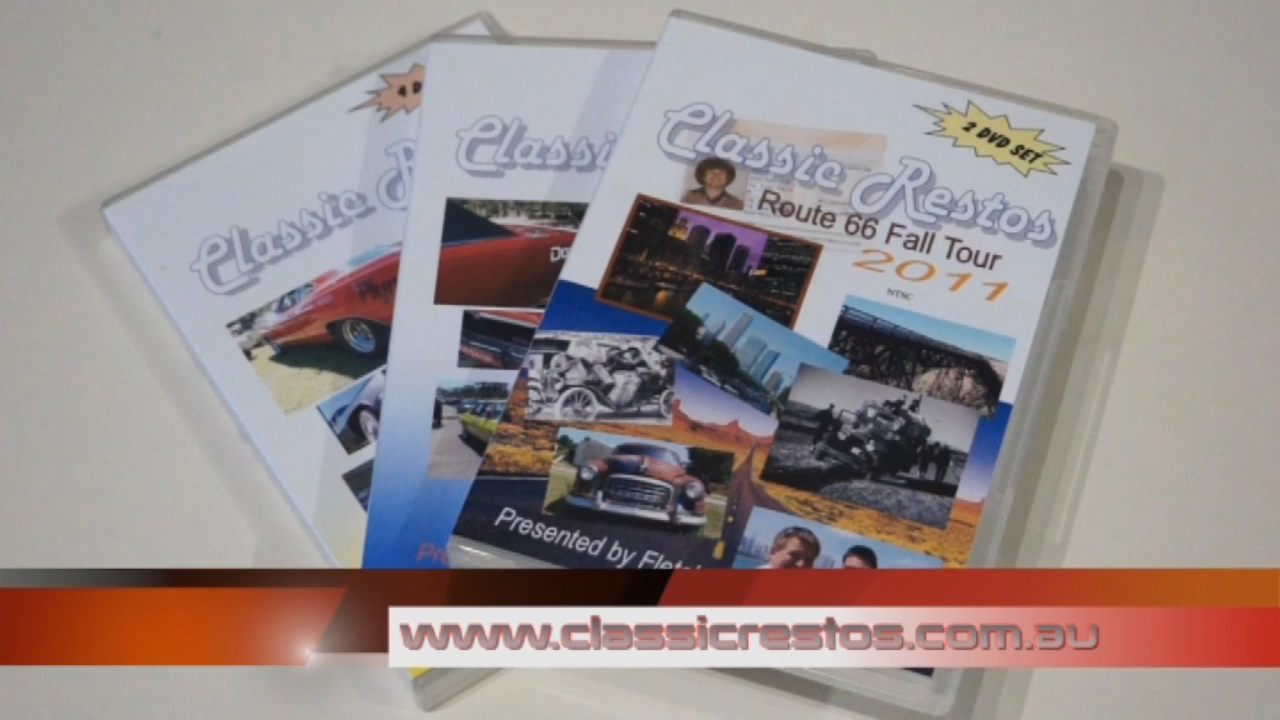 Classic Restos
2 DVD SET
Route 66 Fall Tour
2011
NTSC
Presented by
Classic
Classic
www.classicrestos.com.au